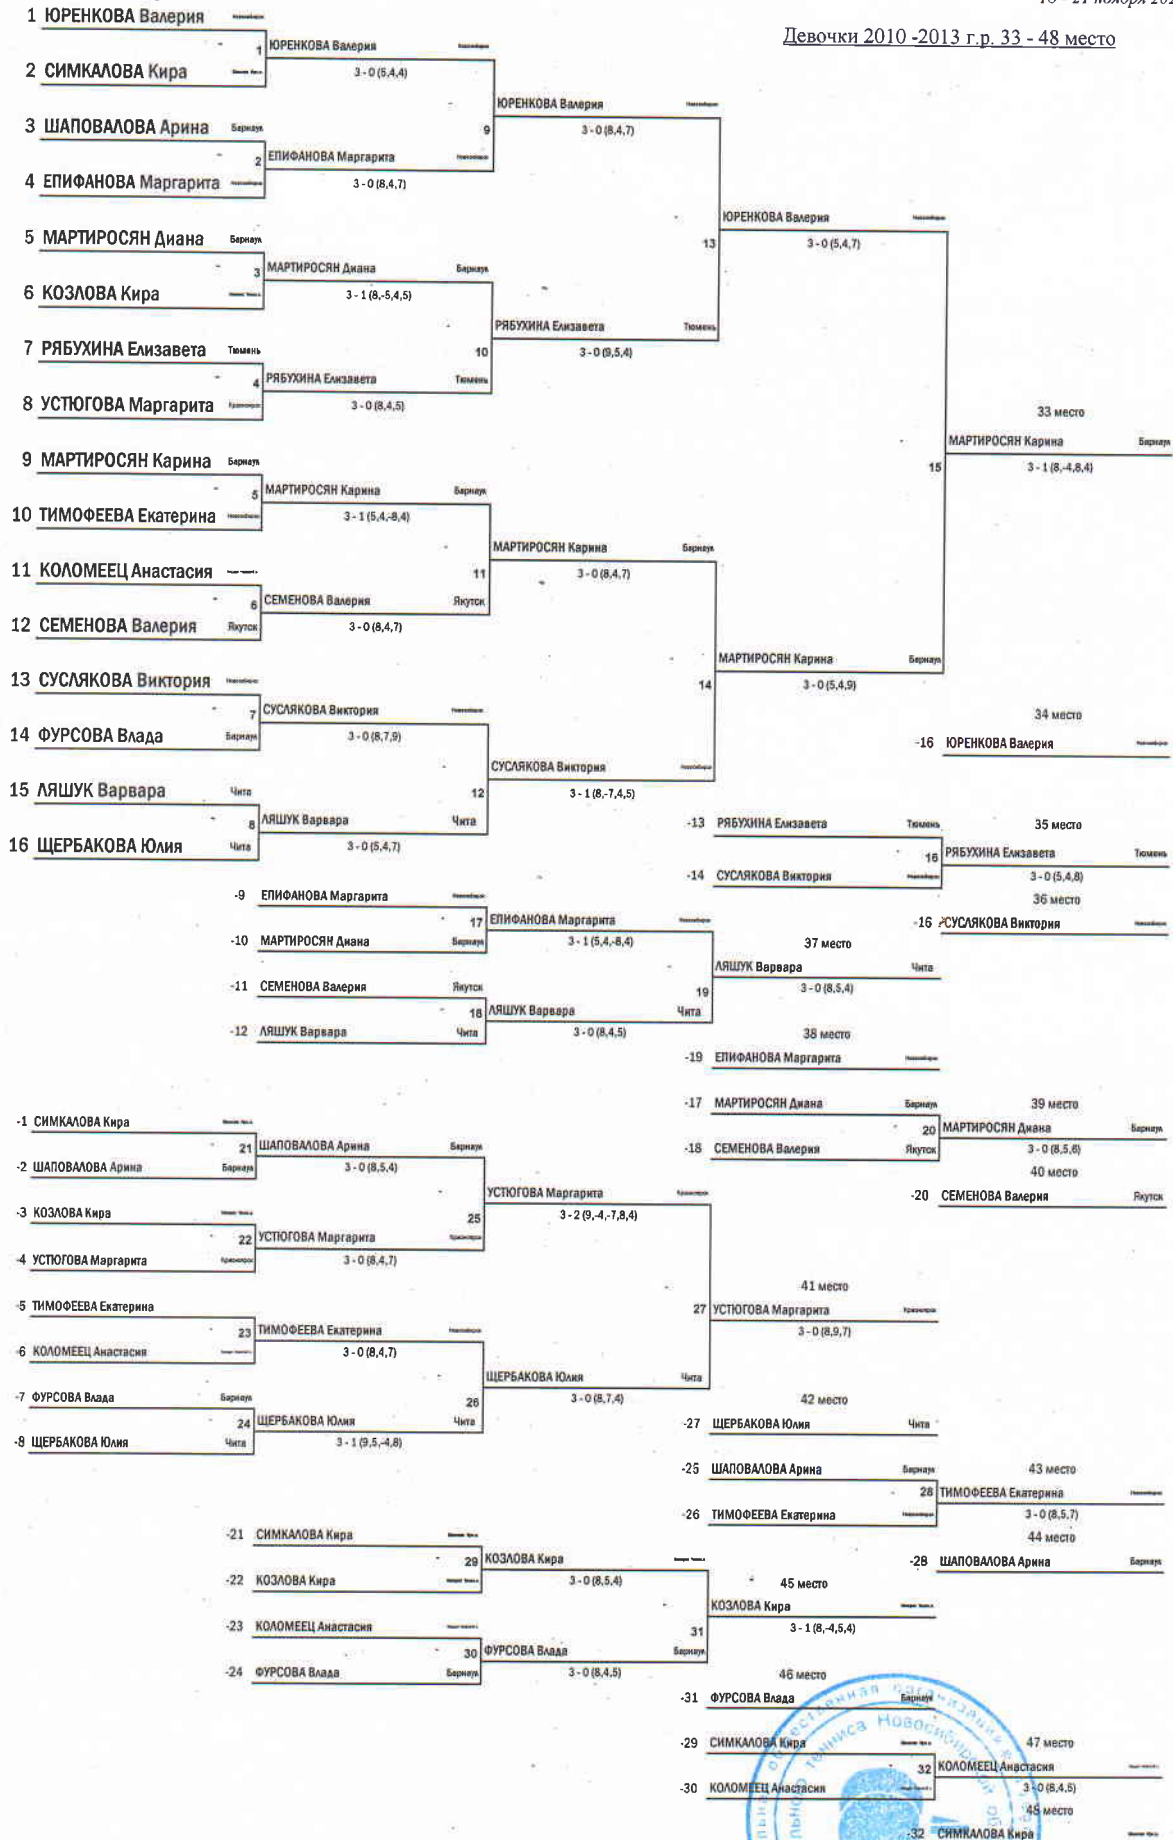 Девочки 2010 -2013 г.р. 33 - 48 место
1 ЮРЕНКОВА Валерия
1 ЮРЕНКОВА Валерия
3 - 0 (5,4,4)
2 СИМКАЛОВА Кира
ЮРЕНКОВА Валерия
9
3 - 0 (8,4,7)
3 ШАПОВАЛОВА Арина Барнаул
2 ЕПИФАНОВА Маргарита
3 - 0 (8,4,7)
4 ЕПИФАНОВА Маргарита
ЮРЕНКОВА Валерия
13
3 - 0 (5,4,7)
5 МАРТИРОСЯН Диана Барнаул
3 МАРТИРОСЯН Диана Барнаул
3 - 1 (8,-5,4,5)
6 КОЗЛОВА Кира
РЯБУХИНА Елизавета Тюмень
10
3 - 0 (9,5,4)
7 РЯБУХИНА Елизавета Тюмень
4 РЯБУХИНА Елизавета Тюмень
3 - 0 (8,4,5)
8 УСТЮГОВА Маргарита Красноярск
33 место
МАРТИРОСЯН Карина Барнаул
15
3 - 1 (8,-4,8,4)
9 МАРТИРОСЯН Карина Барнаул
5 МАРТИРОСЯН Карина Барнаул
3 - 1 (5,4,-8,4)
10 ТИМОФЕЕВА Екатерина
МАРТИРОСЯН Карина Барнаул
11
3 - 0 (8,4,7)
11 КОЛОМЕЕЦ Анастасия
6 СЕМЕНОВА Валерия Якутск
3 - 0 (8,4,7)
12 СЕМЕНОВА Валерия Якутск
МАРТИРОСЯН Карина Барнаул
14
3 - 0 (5,4,9)
13 СУСЛЯКОВА Виктория
7 СУСЛЯКОВА Виктория
3 - 0 (8,7,9)
14 ФУРСОВА Влада Барнаул
34 место
-16 ЮРЕНКОВА Валерия
СУСЛЯКОВА Виктория
12
3 - 1 (8,-7,4,5)
15 ЛЯШУК Варвара Чита
8 ЛЯШУК Варвара Чита
3 - 0 (5,4,7)
16 ЩЕРБАКОВА Юлия Чита
-13 РЯБУХИНА Елизавета Тюмень
35 место
16 РЯБУХИНА Елизавета Тюмень
3 - 0 (5,4,8)
-14 СУСЛЯКОВА Виктория
36 место
-16 СУСЛЯКОВА Виктория
-9 ЕПИФАНОВА Маргарита
17 ЕПИФАНОВА Маргарита
3 - 1 (5,4,-8,4)
-10 МАРТИРОСЯН Диана Барнаул
37 место
ЛЯШУК Варвара Чита
19
3 - 0 (8,5,4)
-11 СЕМЕНОВА Валерия Якутск
18 ЛЯШУК Варвара Чита
3 - 0 (8,4,5)
-12 ЛЯШУК Варвара Чита
38 место
-19 ЕПИФАНОВА Маргарита
-17 МАРТИРОСЯН Диана Барнаул
39 место
20 МАРТИРОСЯН Диана Барнаул
3 - 0 (8,5,6)
-18 СЕМЕНОВА Валерия Якутск
40 место
-20 СЕМЕНОВА Валерия Якутск
-1 СИМКАЛОВА Кира
21 ШАПОВАЛОВА Арина Барнаул
3 - 0 (8,5,4)
-2 ШАПОВАЛОВА Арина Барнаул
УСТЮГОВА Маргарита Красноярск
25
3 - 2 (9,-4,-7,8,4)
-3 КОЗЛОВА Кира
22 УСТЮГОВА Маргарита Красноярск
3 - 0 (8,4,7)
-4 УСТЮГОВА Маргарита Красноярск
41 место
27 УСТЮГОВА Маргарита Красноярск
3 - 0 (8,9,7)
-5 ТИМОФЕЕВА Екатерина
23 ТИМОФЕЕВА Екатерина
3 - 0 (8,4,7)
-6 КОЛОМЕЕЦ Анастасия
ЩЕРБАКОВА Юлия Чита
26
3 - 0 (8,7,4)
-7 ФУРСОВА Влада Барнаул
24 ЩЕРБАКОВА Юлия Чита
3 - 1 (9,5,-4,8)
-8 ЩЕРБАКОВА Юлия Чита
42 место
-27 ЩЕРБАКОВА Юлия Чита
-25 ШАПОВАЛОВА Арина Барнаул
43 место
28 ТИМОФЕЕВА Екатерина
3 - 0 (8,5,7)
-26 ТИМОФЕЕВА Екатерина
44 место
-28 ШАПОВАЛОВА Арина Барнаул
-21 СИМКАЛОВА Кира
29 КОЗЛОВА Кира
3 - 0 (8,5,4)
-22 КОЗЛОВА Кира
45 место
КОЗЛОВА Кира
31
3 - 1 (8,-4,5,4)
-23 КОЛОМЕЕЦ Анастасия
30 ФУРСОВА Влада Барнаул
3 - 0 (8,4,5)
-24 ФУРСОВА Влада Барнаул
46 место
-31 ФУРСОВА Влада Барнаул
-29 СИМКАЛОВА Кира
47 место
32 КОЛОМЕЕЦ Анастасия
3 - 0 (8,4,5)
-30 КОЛОМЕЕЦ Анастасия
48 место
-32 СИМКАЛОВА Кира